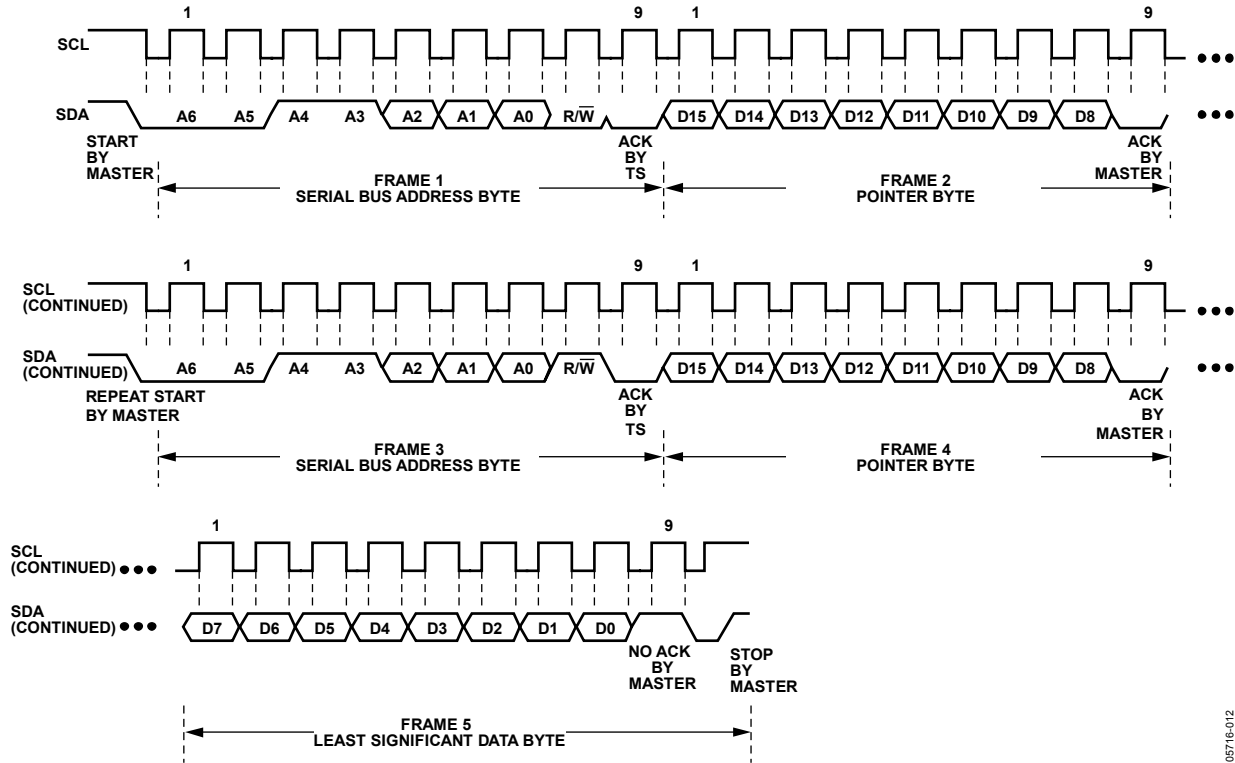 1 9 1 9
SCL
SDA A6 A5 A4 A3 A2 A1 A0 R/W̅ D15 D14 D13 D12 D11 D10 D9 D8
START BY MASTER
ACK BY TS
ACK BY MASTER
FRAME 1
SERIAL BUS ADDRESS BYTE
FRAME 2
POINTER BYTE
1 9 1 9
SCL
(CONTINUED)
SDA
(CONTINUED) A6 A5 A4 A3 A2 A1 A0 R/W̅ D15 D14 D13 D12 D11 D10 D9 D8
REPEAT START
BY MASTER
ACK BY TS
ACK BY MASTER
FRAME 3
SERIAL BUS ADDRESS BYTE
FRAME 4
POINTER BYTE
1 9
SCL
(CONTINUED)
SDA
(CONTINUED) D7 D6 D5 D4 D3 D2 D1 D0
NO ACK BY MASTER
STOP BY MASTER
FRAME 5
LEAST SIGNIFICANT DATA BYTE
05716-012